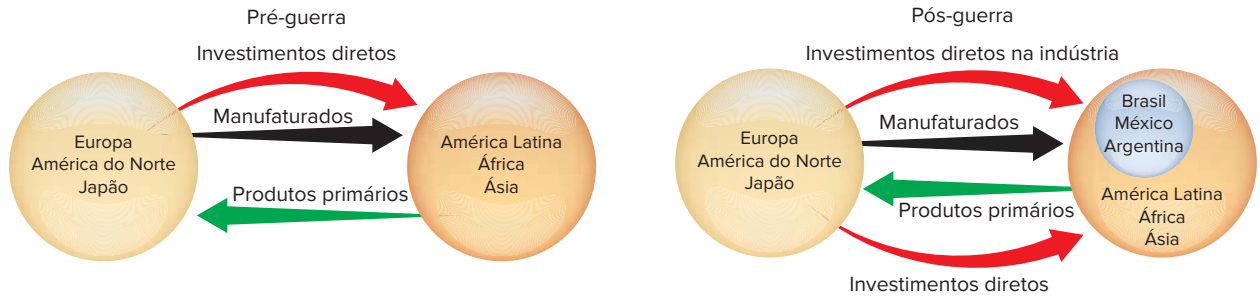 Pré-guerra
Investimentos diretos
Manufaturados
Europa
América do Norte
Japão
América Latina
África
Ásia
Produtos primários
Pós-guerra
Investimentos diretos na indústria
Manufaturados
Europa
América do Norte
Japão
Brasil
México
Argentina
Produtos primários
América Latina
África
Ásia
Investimentos diretos